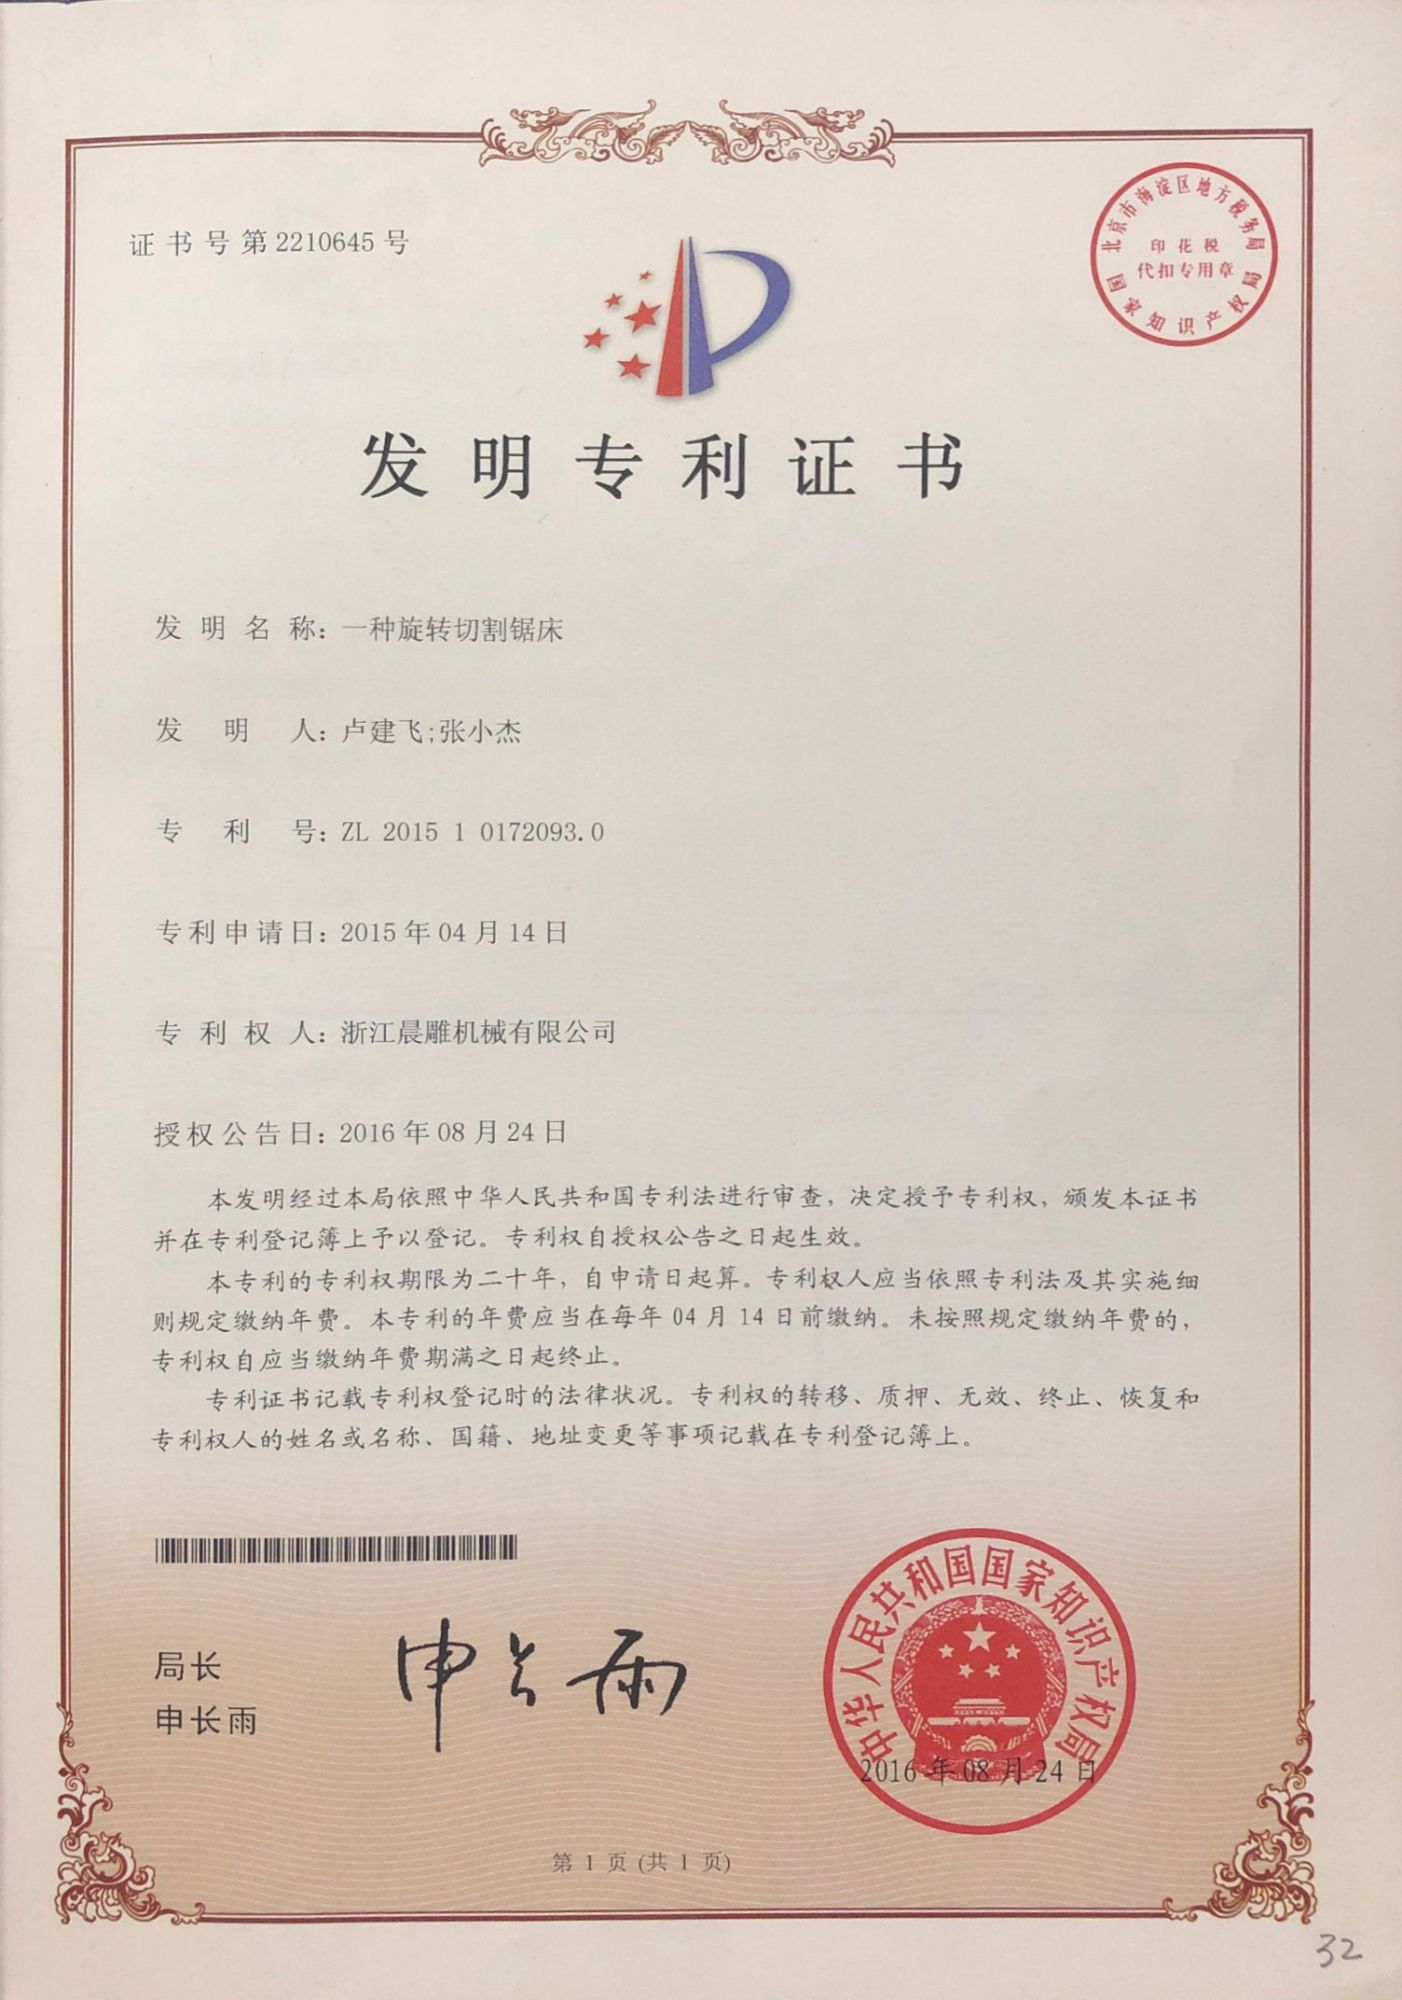 证书号第2210645号
北京市海淀区地方税务局
印花税
代扣专用章
国家知识产权局
发明专利证书
发明名称：一种旋转切割锯床
发明人：卢建飞;张小杰
专利号：ZL 2015 1 0172093.0
专利申请日：2015年04月14日
专利权人：浙江晨雕机械有限公司
授权公告日：2016年08月24日
本发明经过本局依照中华人民共和国专利法进行审查，决定授予专利权，颁发本证书
并在专利登记簿上予以登记。专利权自授权公告之日起生效。
本专利的专利权期限为二十年，自申请日起算。专利权人应当依照专利法及其实施细
则规定缴纳年费。本专利的年费应当在每年04月14日前缴纳。未按照规定缴纳年费的，
专利权自应当缴纳年费期满之日起终止。
专利证书记载专利权登记时的法律状况。专利权的转移、质押、无效、终止、恢复和
专利权人的姓名或名称、国籍、地址变更等事项记载在专利登记簿上。
局长
申长雨
申长雨
中华人民共和国国家知识产权局
2016年08月24日
第1页(共1页)
32